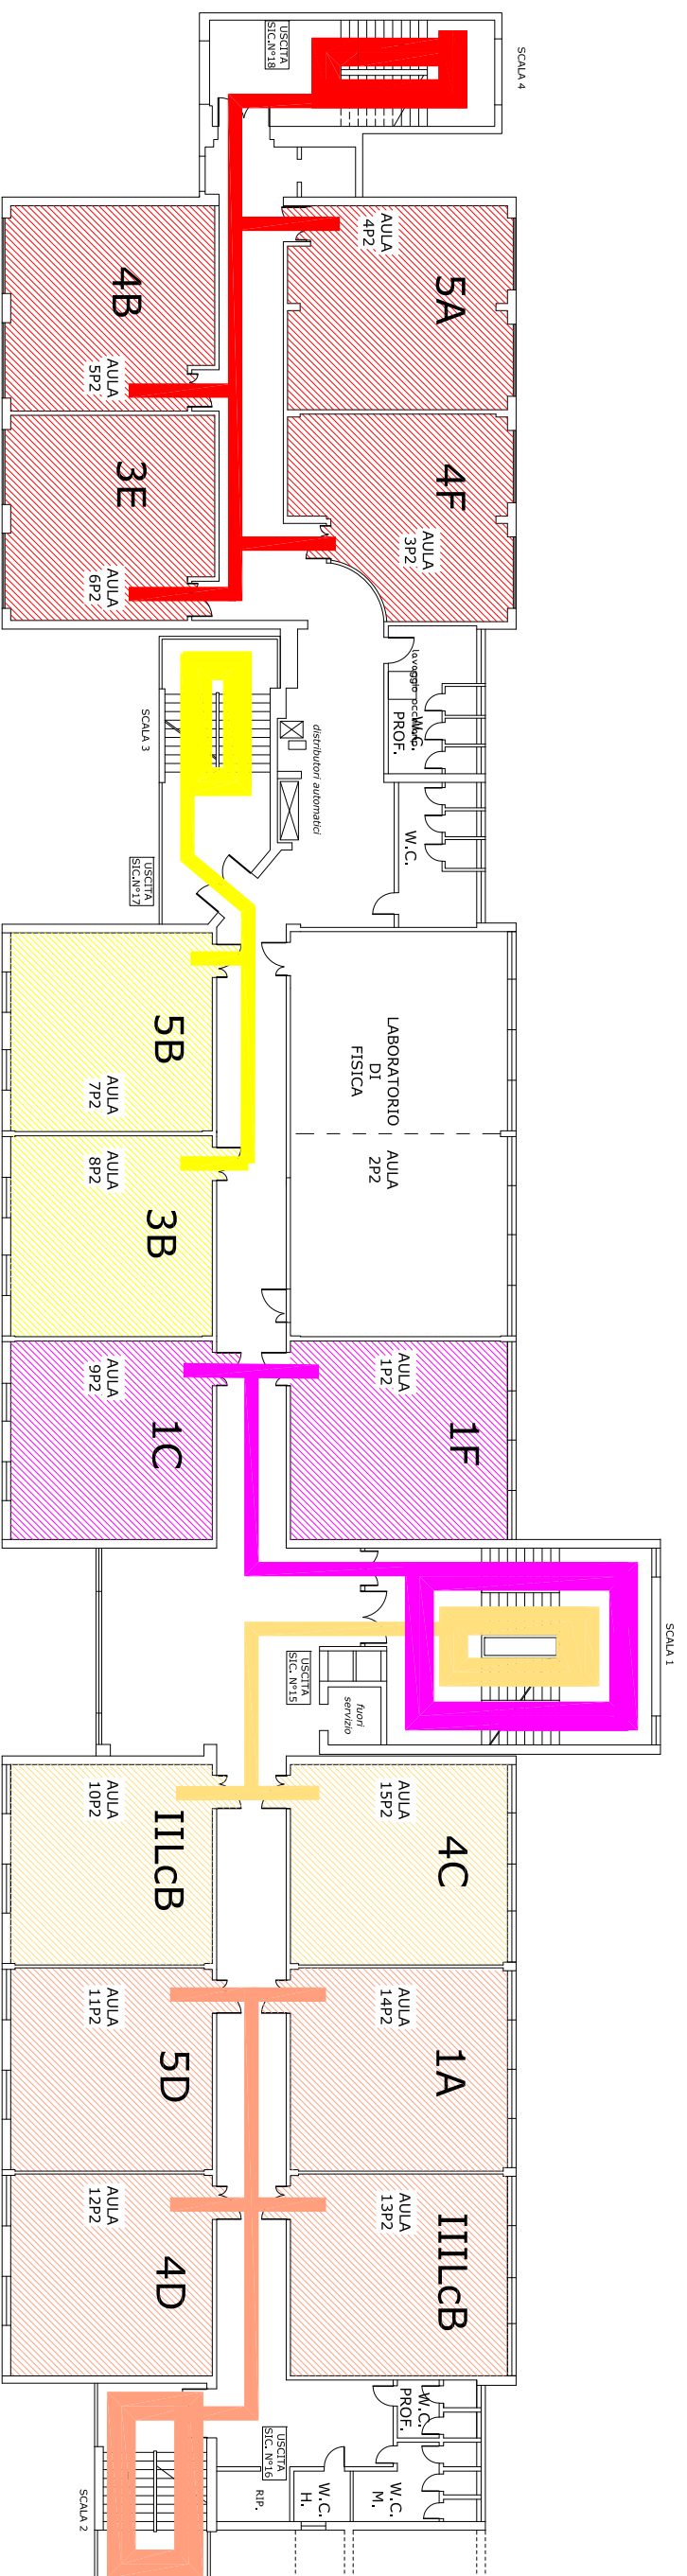 SCALA 4
USCITA
SIC.N°18
AULA
4P2
5A
4B
AULA
5P2
3E
AULA
6P2
4F
AULA
3P2
lavaggio occhi
W.C.
PROF.
W.C.
distributori automatici
SCALA 3
USCITA
SIC.N°17
5B
AULA
7P2
LABORATORIO
DI
FISICA
AULA
2P2
AULA
8P2
3B
AULA
9P2
1C
AULA
1P2
1F
SCALA 1
USCITA
SIC. N°15
fuori
servizio
AULA
10P2
IILcB
AULA
15P2
4C
AULA
11P2
5D
AULA
14P2
1A
AULA
12P2
4D
AULA
13P2
IIILcB
W.C.
PROF.
USCITA
SIC. N°16
W.C.
M.
W.C.
H.
RIP.
SCALA 2